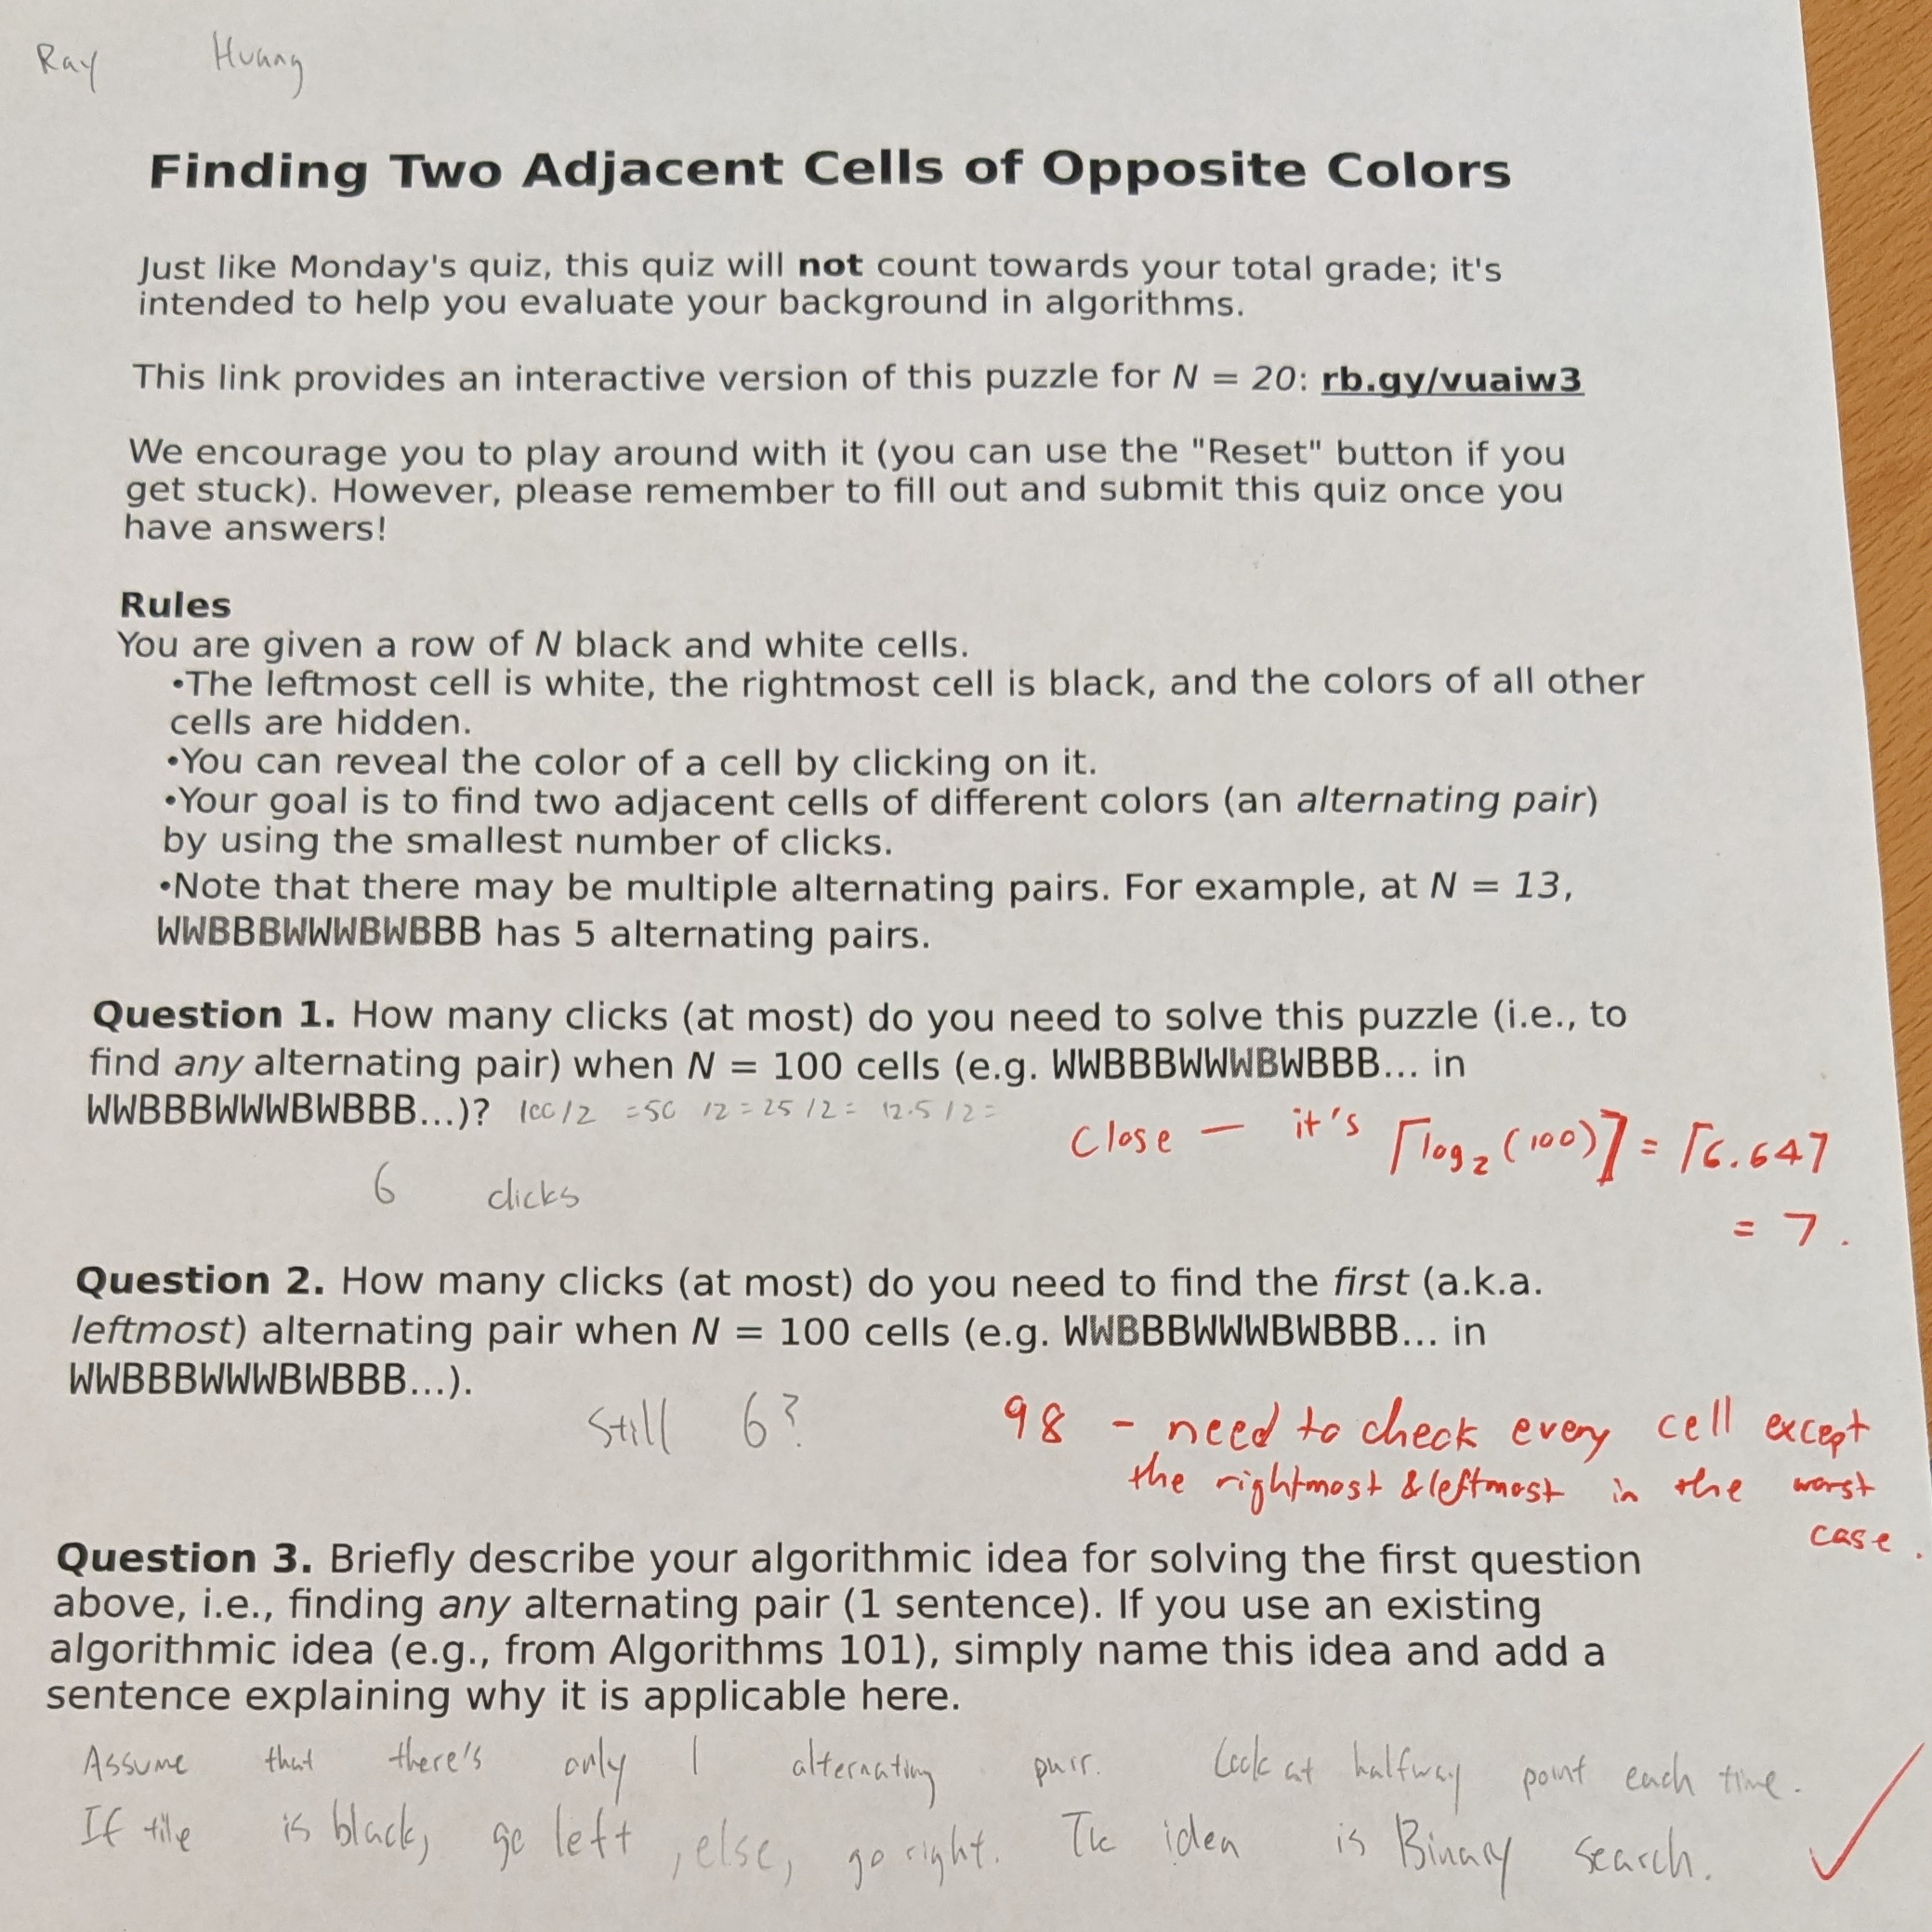 Ray Huang
Finding Two Adjacent Cells of Opposite Colors
Just like Monday's quiz, this quiz will not count towards your total grade; it's
intended to help you evaluate your background in algorithms.
This link provides an interactive version of this puzzle for N = 20: rb.gy/vuaiw3
We encourage you to play around with it (you can use the "Reset" button if you
get stuck). However, please remember to fill out and submit this quiz once you
have answers!
Rules
You are given a row of N black and white cells.
•The leftmost cell is white, the rightmost cell is black, and the colors of all other
cells are hidden.
•You can reveal the color of a cell by clicking on it.
•Your goal is to find two adjacent cells of different colors (an alternating pair)
by using the smallest number of clicks.
•Note that there may be multiple alternating pairs. For example, at N = 13,
WWBBBWWWBWBBB has 5 alternating pairs.
Question 1. How many clicks (at most) do you need to solve this puzzle (i.e., to
find any alternating pair) when N = 100 cells (e.g. WWBBBWWWBWBBB... in
WWBBBWWWBWBBB...)? 100/2 =50 /2=25/2= 12.5/2=
Close — it's ⌈log₂(100)⌉ = ⌈6.64⌉
6 clicks
= 7.
Question 2. How many clicks (at most) do you need to find the first (a.k.a.
leftmost) alternating pair when N = 100 cells (e.g. WWBBBWWWBWBBB... in
WWBBBWWWBWBBB...).
Still 6?
98 - need to check every cell except
the rightmost & leftmost in the worst
case.
Question 3. Briefly describe your algorithmic idea for solving the first question
above, i.e., finding any alternating pair (1 sentence). If you use an existing
algorithmic idea (e.g., from Algorithms 101), simply name this idea and add a
sentence explaining why it is applicable here.
Assume that there's only 1 alternating pair. Look at halfway point each time.
If tile is black, go left, else, go right. The idea is Binary search.